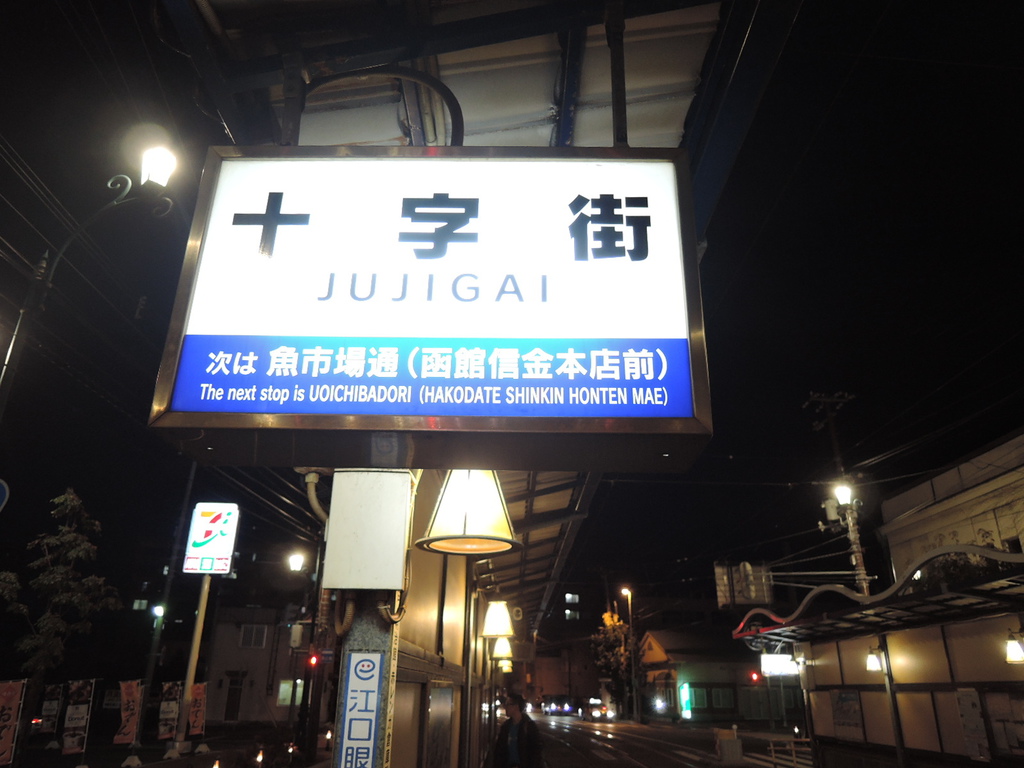 十字街
JUJIGAI
次は 魚市場通（函館信金本店前）
The next stop is UOICHIBADORI (HAKODATE SHINKIN HONTEN MAE)
7
江口眼